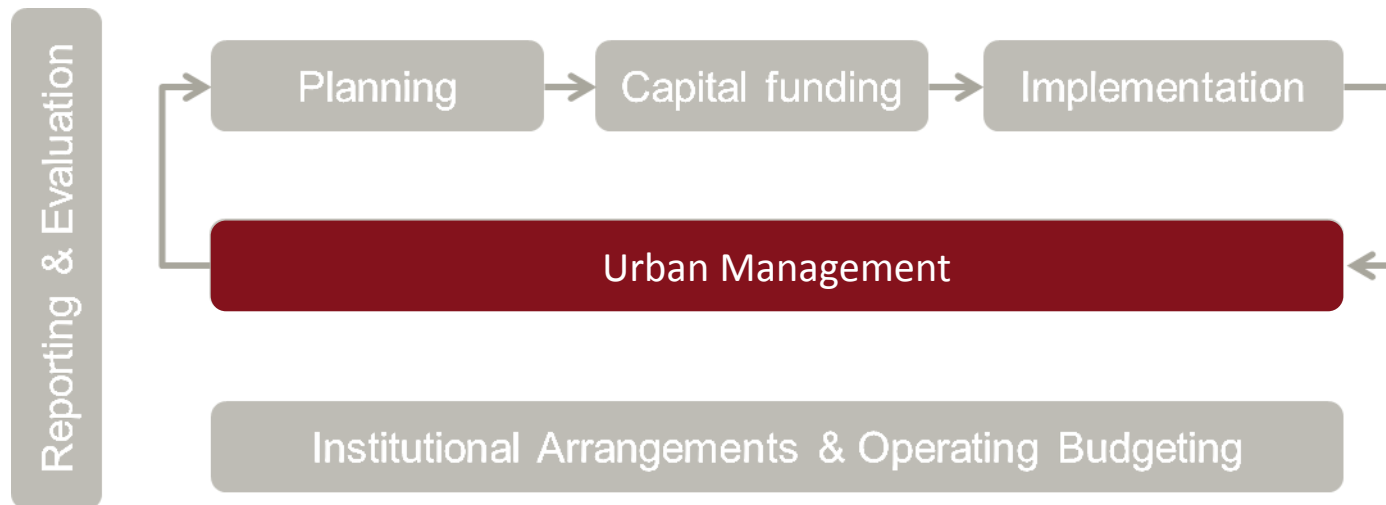 Reporting & Evaluation
Planning
Capital funding
Implementation
Urban Management
Institutional Arrangements & Operating Budgeting